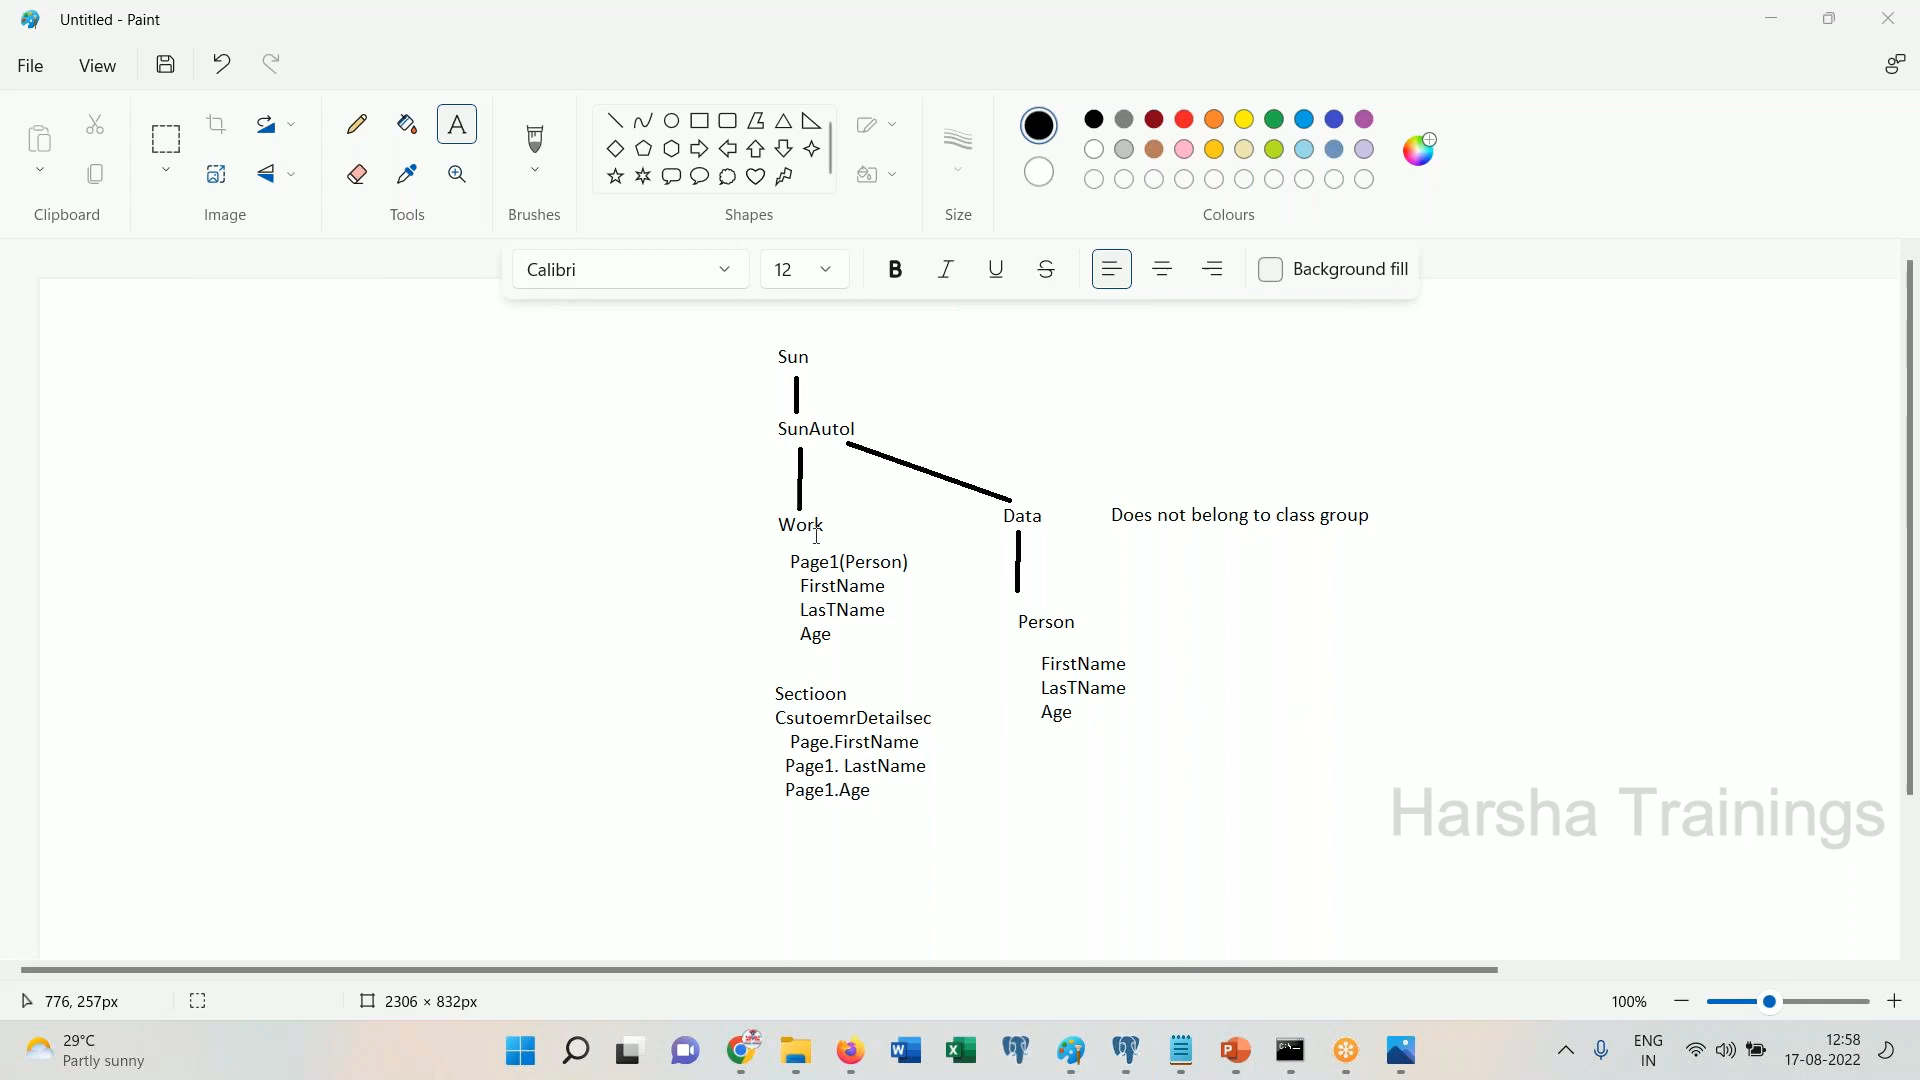 Untitled - Paint
File View
Clipboard Image Tools Brushes Shapes Size Colours
Calibri 12 B I U S Background fill
Sun
SunAutoI
Work
Data
Does not belong to class group
Page1(Person)
FirstName
LasTName
Age
Person
FirstName
LasTName
Age
Sectioon
CsutoemrDetailsec
Page.FirstName
Page1. LastName
Page1.Age
Harsha Trainings
776, 257px 2306 × 832px 100%
29°C
Partly sunny
ENG
IN
12:58
17-08-2022